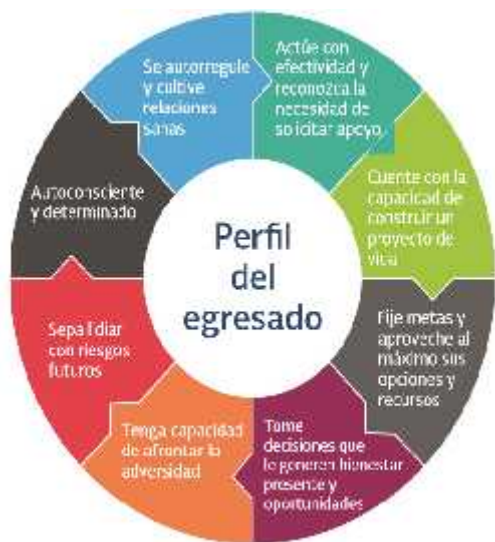 Perfil
del
egresado
Actúe con
efectividad y
reconozca la
necesidad de
solicitar apoyo
Cuente con la
capacidad de
construir un
proyecto de
vida
Fije metas y
aproveche al
máximo sus
opciones y
recursos
Tome
decisiones que
le generen bienestar
presente y
oportunidades
Tenga capacidad
de afrontar la
adversidad
Sepa lidiar
con riesgos
futuros
Autoconsciente
y determinado
Se autorregule
y cultive
relaciones
sanas